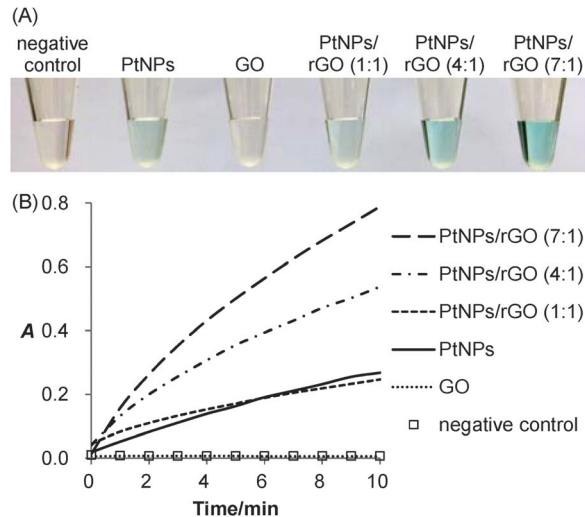 (A)
negative control
PtNPs
GO
PtNPs/
rGO (1:1)
PtNPs/
rGO (4:1)
PtNPs/
rGO (7:1)
(B)
0.8
0.6
0.4
0.2
0.0
A
0 2 4 6 8 10
Time/min
PtNPs/rGO (7:1)
PtNPs/rGO (4:1)
PtNPs/rGO (1:1)
PtNPs
GO
negative control